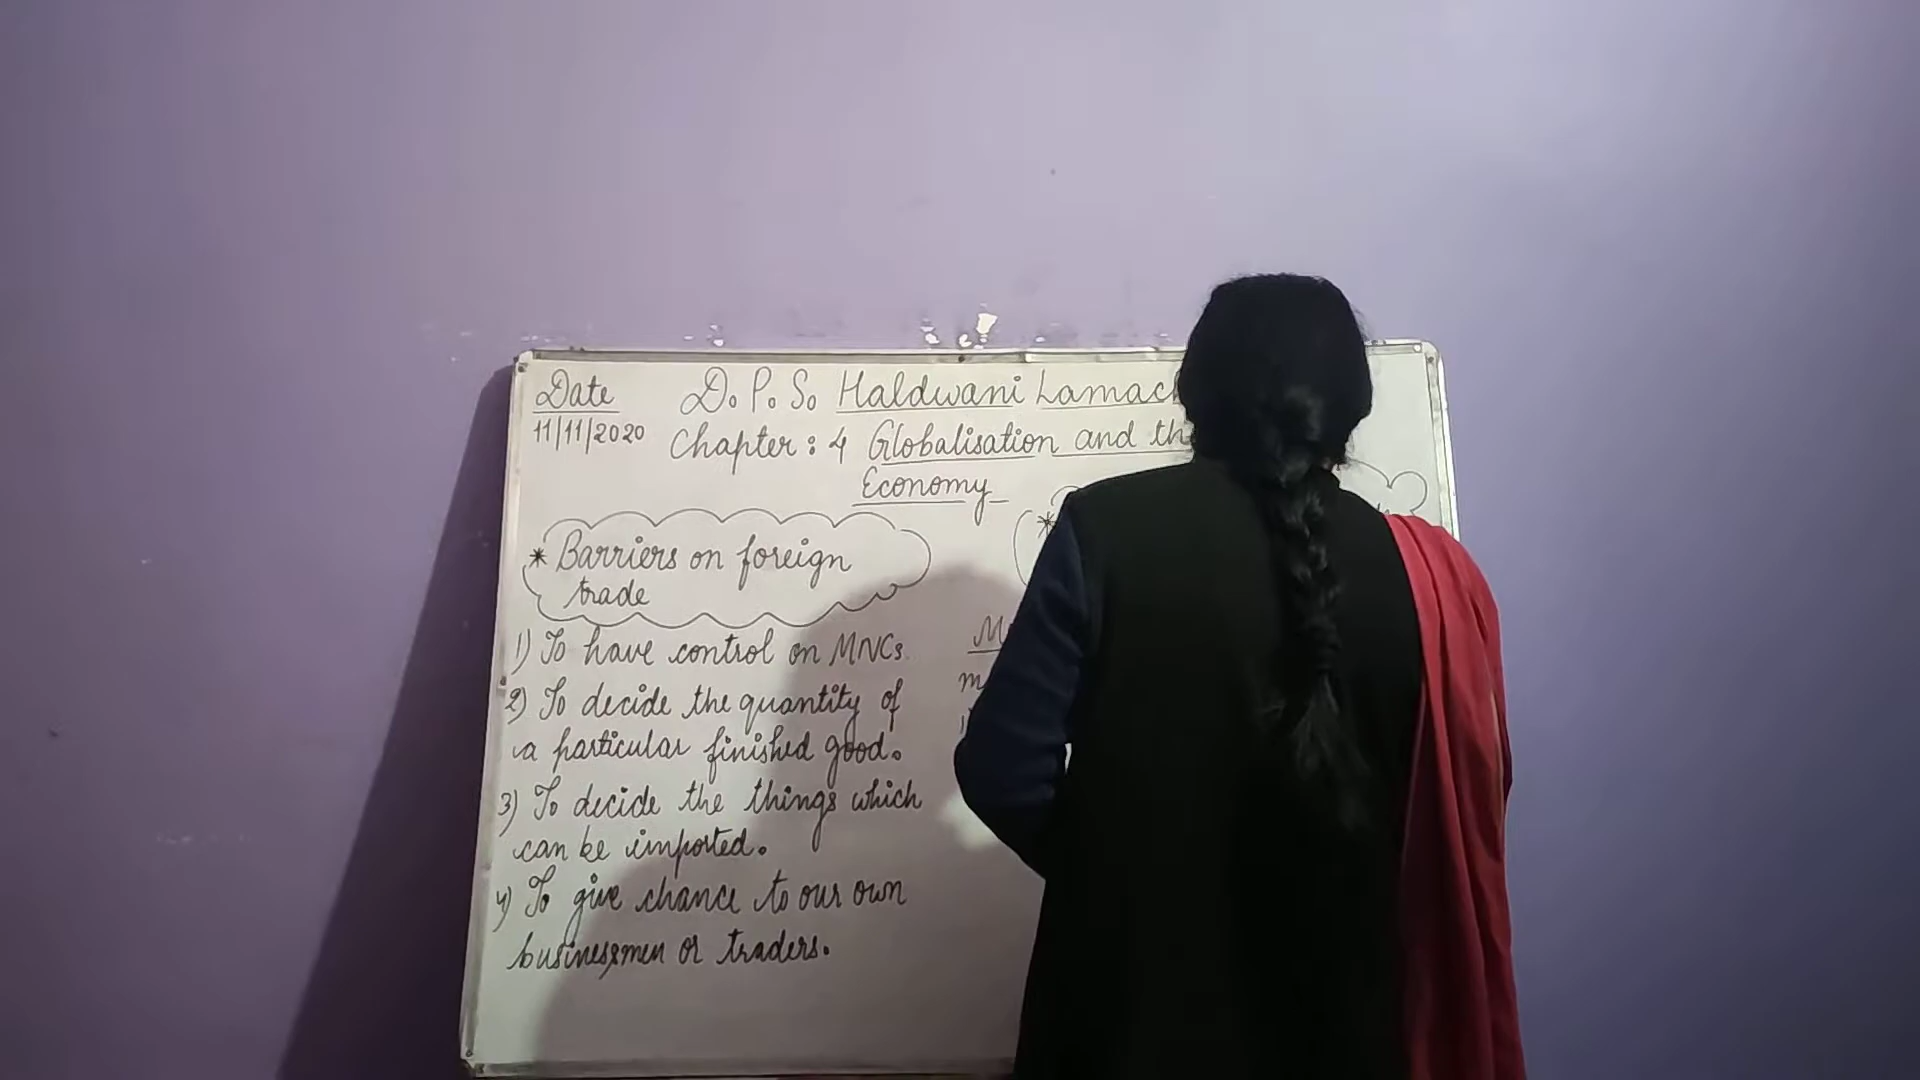 Date D. P. S. Haldwani Lamach
11/11/2020
Chapter : 4 Globalisation and th
Economy
* Barriers on foreign
trade
*
1) To have control on MNCs.
2) To decide the quantity of
a particular finished good.
3) To decide the things which
can be imported.
4) To give chance to our own
businessmen or traders.
M
m
1